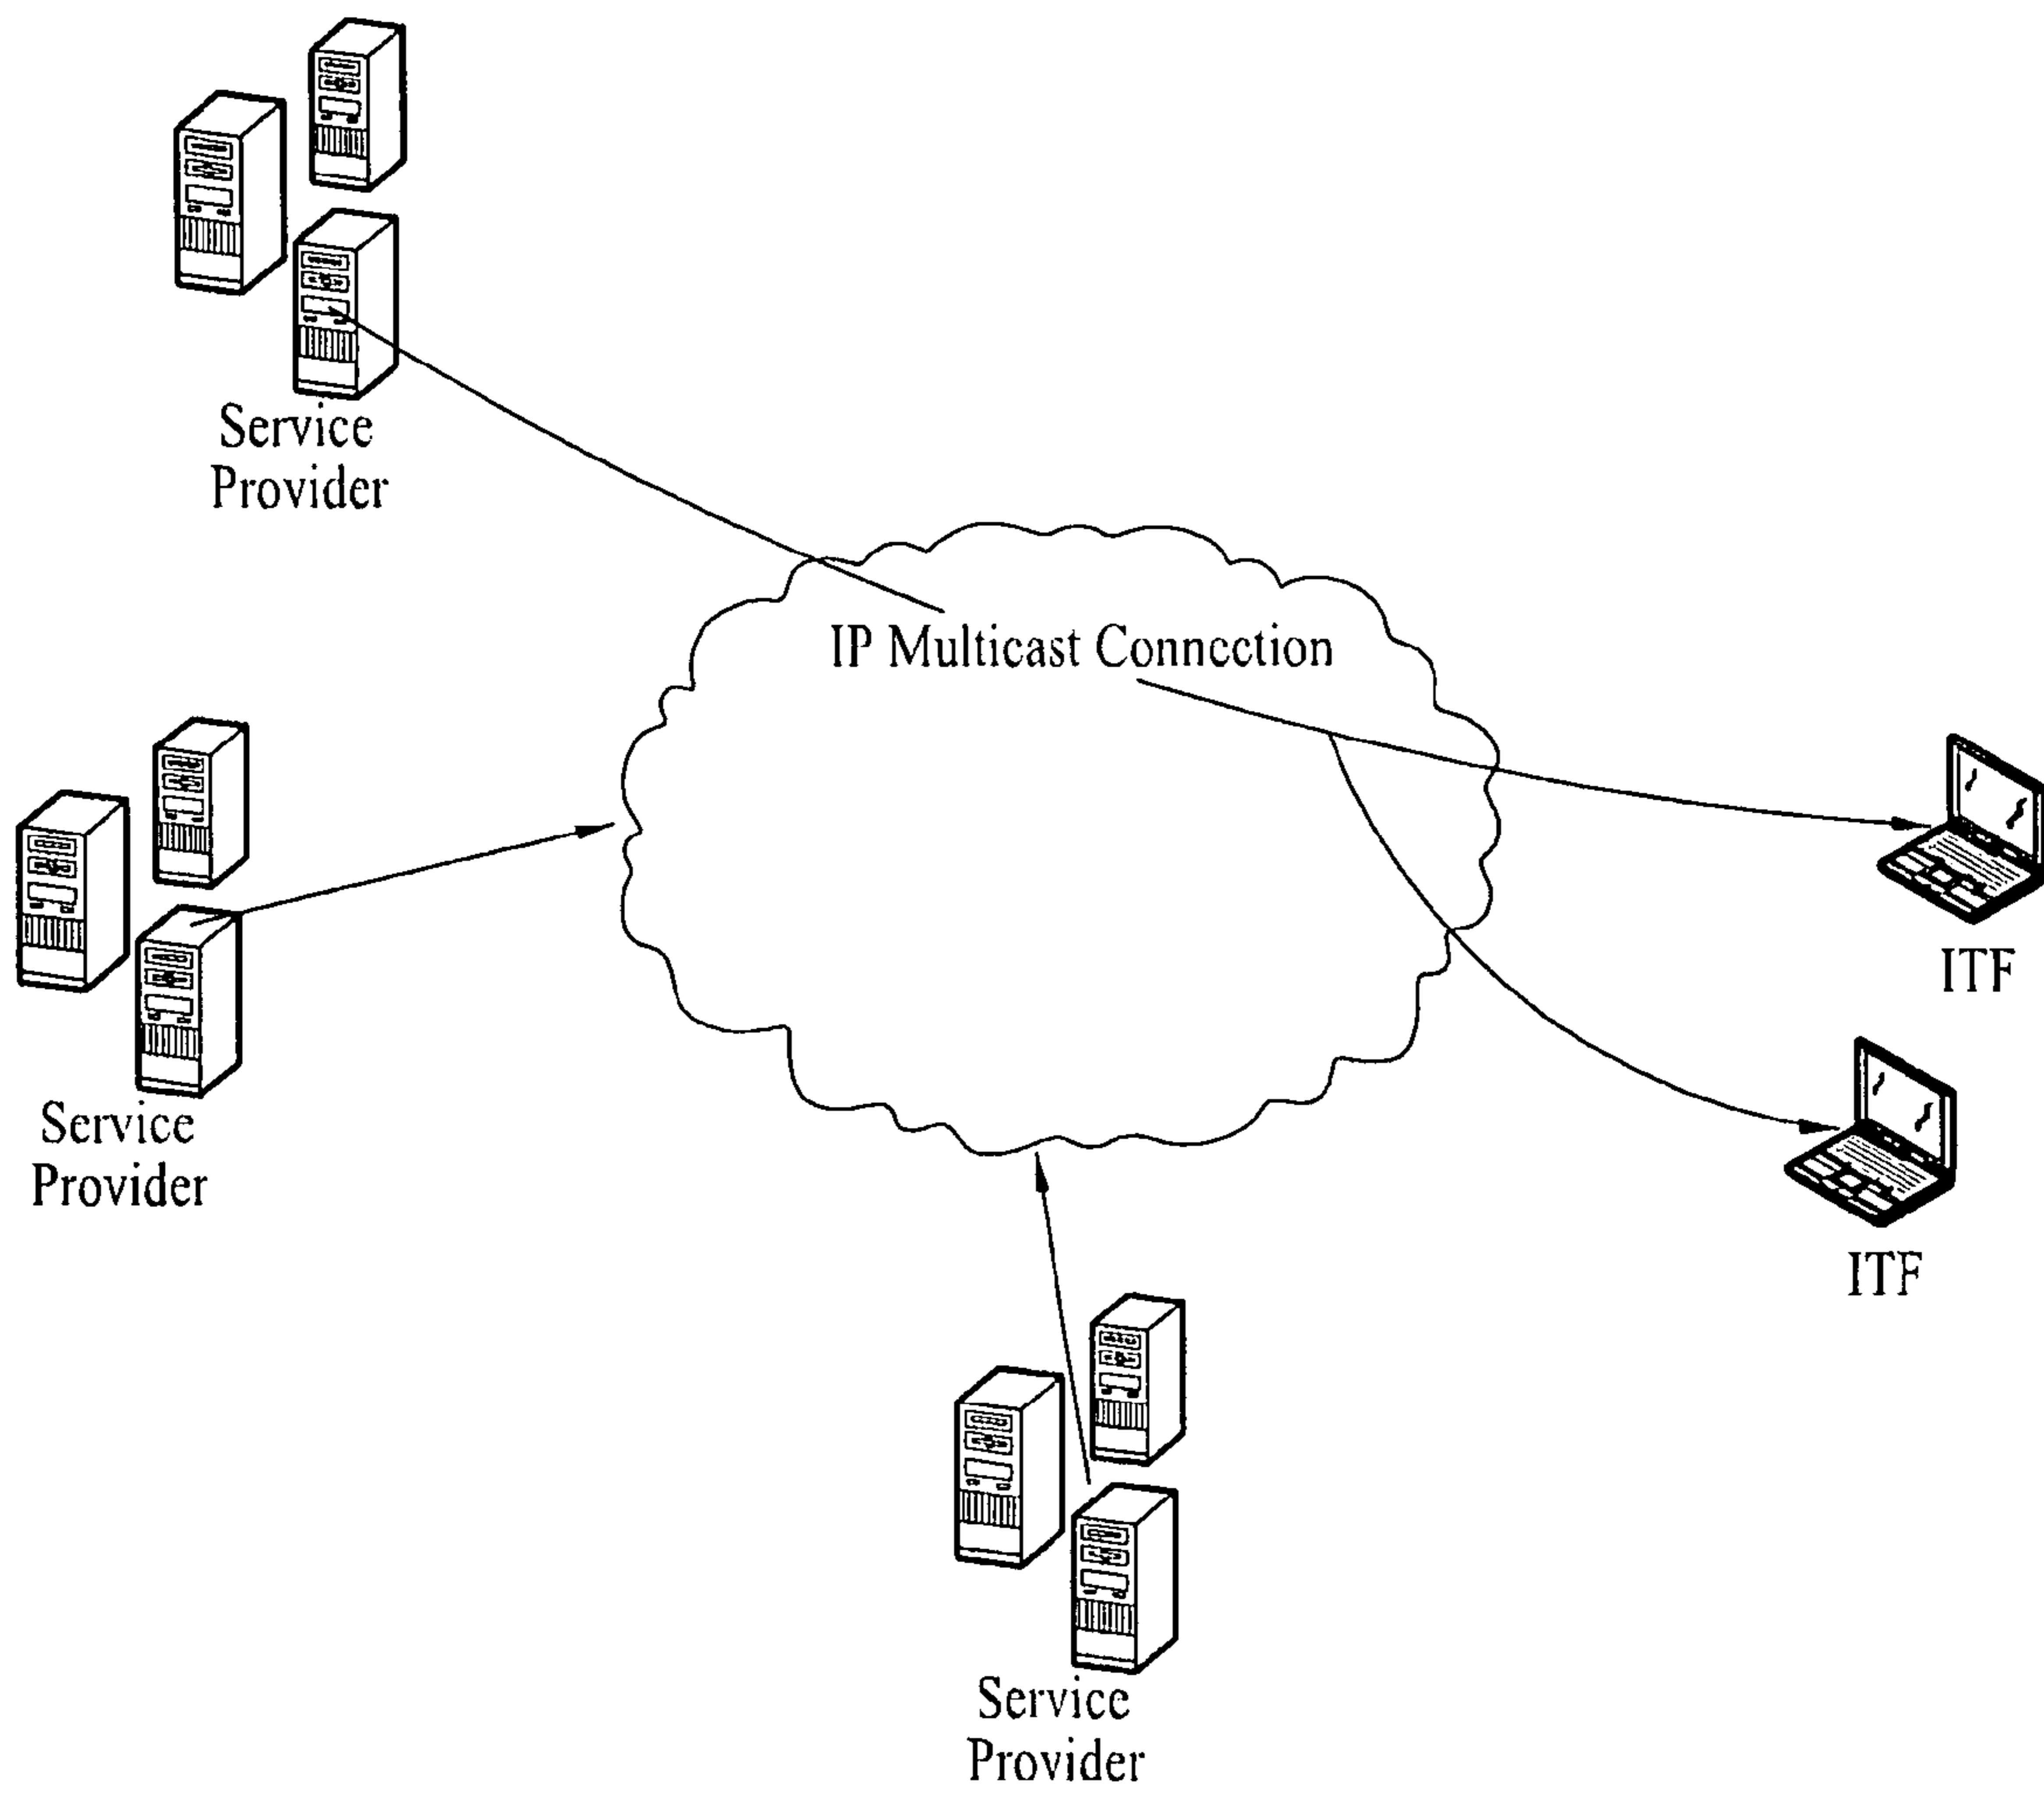 Service
Provider
IP Multicast Connection
Service
Provider
ITF
ITF
Service
Provider